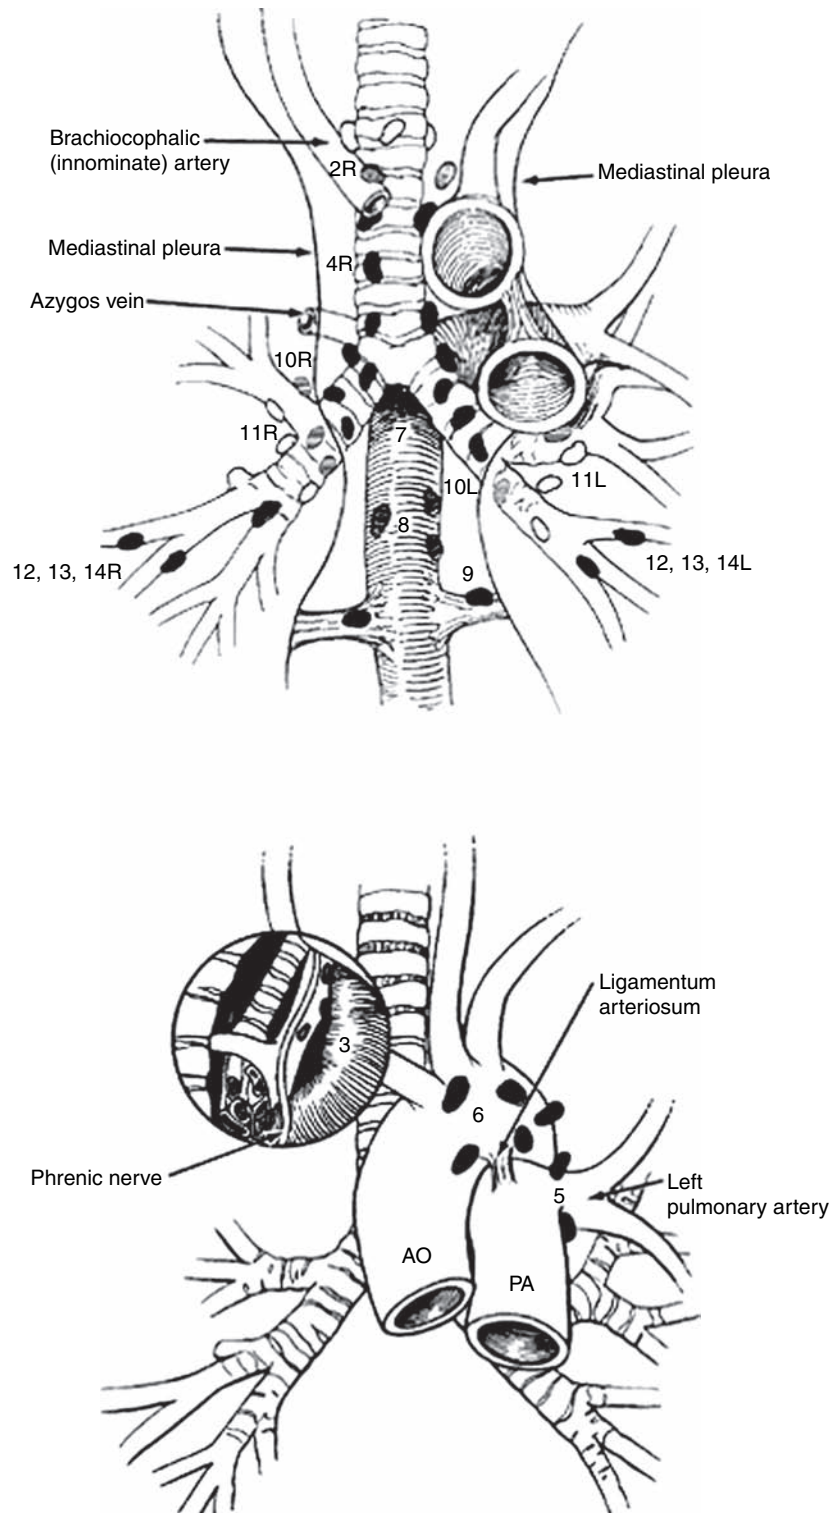 Brachiocophalic
(innominate) artery
2R
Mediastinal pleura
Mediastinal pleura
4R
Azygos vein
10R
11R
7
10L
11L
8
12, 13, 14R
9
12, 13, 14L
Ligamentum
arteriosum
3
6
Phrenic nerve
5
Left
pulmonary artery
AO
PA